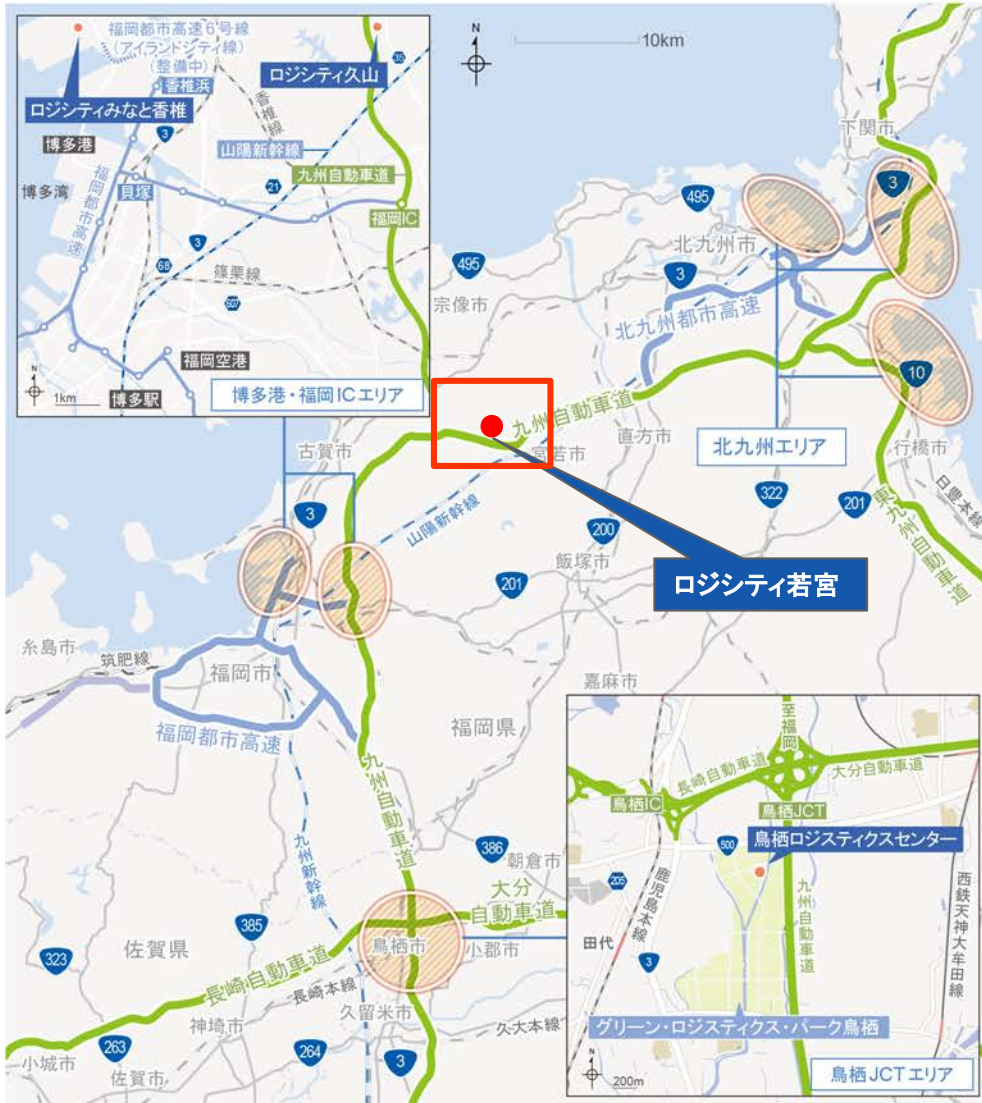 福岡都市高速6号線
(アイランドシティ線)
(整備中)
香椎浜
ロジシティみなと香椎
ロジシティ久山
35
香椎線
3
博多港
山陽新幹線
九州自動車道
博多湾
貝塚
21
福岡都市高速
福岡IC
3
68
篠栗線
607
福岡空港
N
1km
博多駅
博多港・福岡ICエリア
N
10km
下関市
3
495
北九州市
495
3
宗像市
北九州都市高速
10
九州自動車道
直方市
宮若市
古賀市
北九州エリア
行橋市
322
201
日豊本線
東九州自動車道
3
山陽新幹線
200
飯塚市
201
ロジシティ若宮
糸島市
筑肥線
福岡市
福岡都市高速
福岡県
嘉麻市
九州自動車道
九州新幹線
386
朝倉市
大分
自動車道
385
佐賀県
鳥栖市
小郡市
323
長崎自動車道
長崎本線
神埼市
久留米市
久大本線
263
264
3
小城市
佐賀市
至福岡
長崎自動車道
大分自動車道
鳥栖IC
鳥栖JCT
500
鳥栖ロジスティクスセンター
205
鹿児島本線
九州自動車道
西鉄天神大牟田線
田代
3
グリーン・ロジスティクス・パーク鳥栖
N
200m
鳥栖JCTエリア